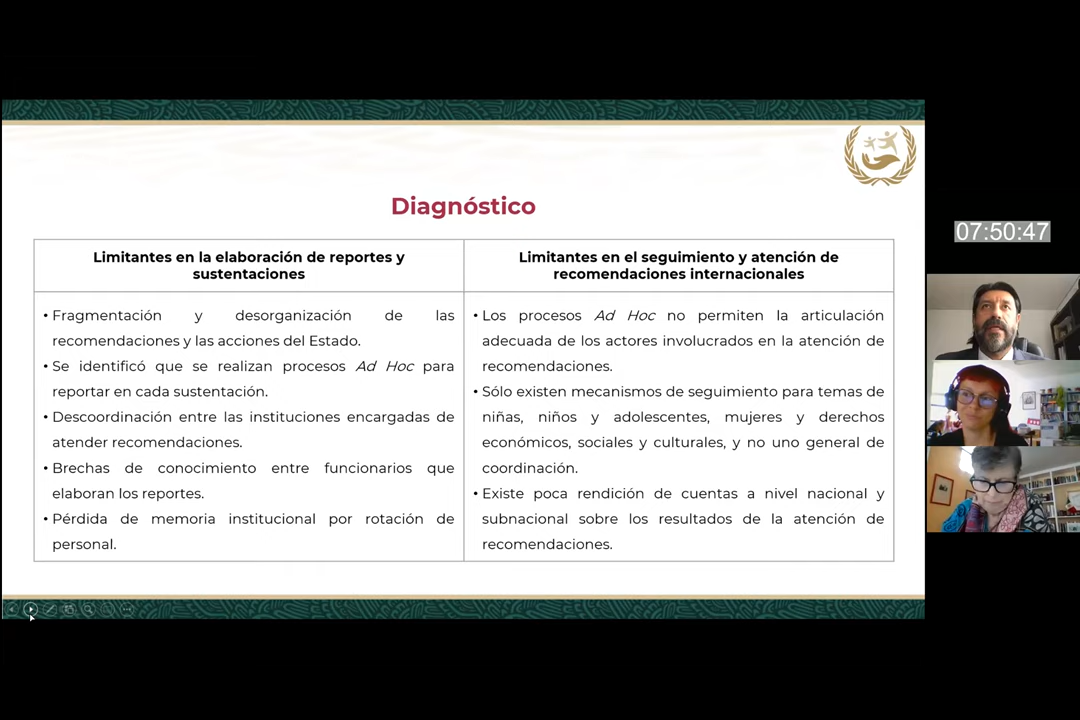 Diagnóstico
Limitantes en la elaboración de reportes y
sustentaciones
• Fragmentación y desorganización de las
recomendaciones y las acciones del Estado.
• Se identificó que se realizan procesos Ad Hoc para
reportar en cada sustentación.
• Descoordinación entre las instituciones encargadas de
atender recomendaciones.
• Brechas de conocimiento entre funcionarios que
elaboran los reportes.
• Pérdida de memoria institucional por rotación de
personal.
Limitantes en el seguimiento y atención de
recomendaciones internacionales
• Los procesos Ad Hoc no permiten la articulación
adecuada de los actores involucrados en la atención de
recomendaciones.
• Sólo existen mecanismos de seguimiento para temas de
niñas, niños y adolescentes, mujeres y derechos
económicos, sociales y culturales, y no uno general de
coordinación.
• Existe poca rendición de cuentas a nivel nacional y
subnacional sobre los resultados de la atención de
recomendaciones.
07:50:47